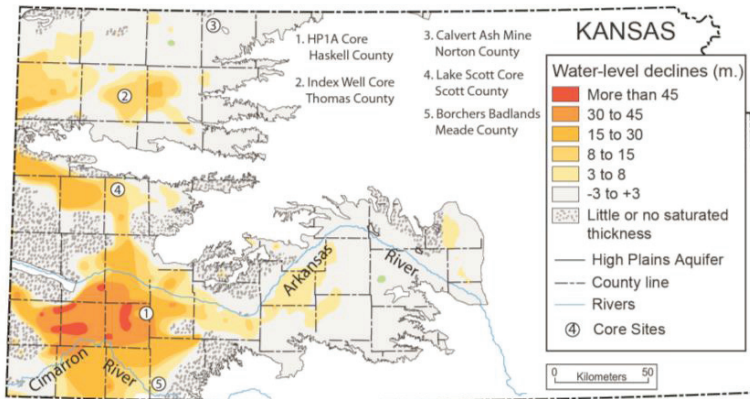 KANSAS
1. HP1A Core
Haskell County
2. Index Well Core
Thomas County
3. Calvert Ash Mine
Norton County
4. Lake Scott Core
Scott County
5. Borchers Badlands
Meade County
Water-level declines (m.)
More than 45
30 to 45
15 to 30
8 to 15
3 to 8
-3 to +3
Little or no saturated
thickness
High Plains Aquifer
County line
Rivers
4 Core Sites
0 50
Kilometers
3
2
4
Arkansas River
1
Cimarron River
5